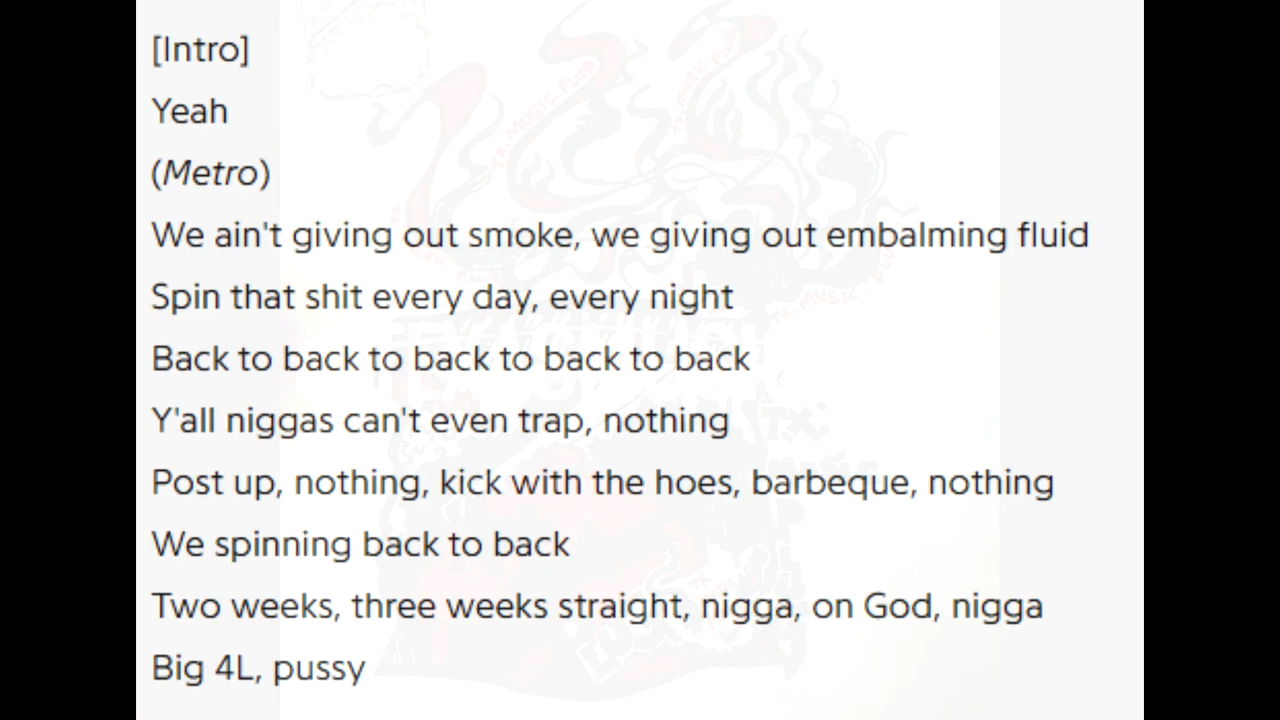 [Intro]
Yeah
(Metro)
We ain't giving out smoke, we giving out embalming fluid
Spin that shit every day, every night
Back to back to back to back to back
Y'all niggas can't even trap, nothing
Post up, nothing, kick with the hoes, barbeque, nothing
We spinning back to back
Two weeks, three weeks straight, nigga, on God, nigga
Big 4L, pussy